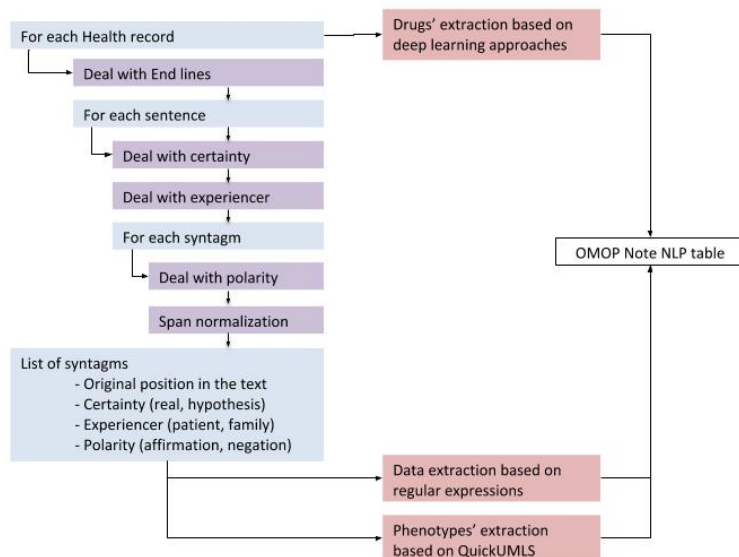 For each Health record
Drugs’ extraction based on
deep learning approaches
Deal with End lines
For each sentence
Deal with certainty
Deal with experiencer
For each syntagm
OMOP Note NLP table
Deal with polarity
Span normalization
List of syntagms
- Original position in the text
- Certainty (real, hypothesis)
- Experiencer (patient, family)
- Polarity (affirmation, negation)
Data extraction based on
regular expressions
Phenotypes’ extraction
based on QuickUMLS